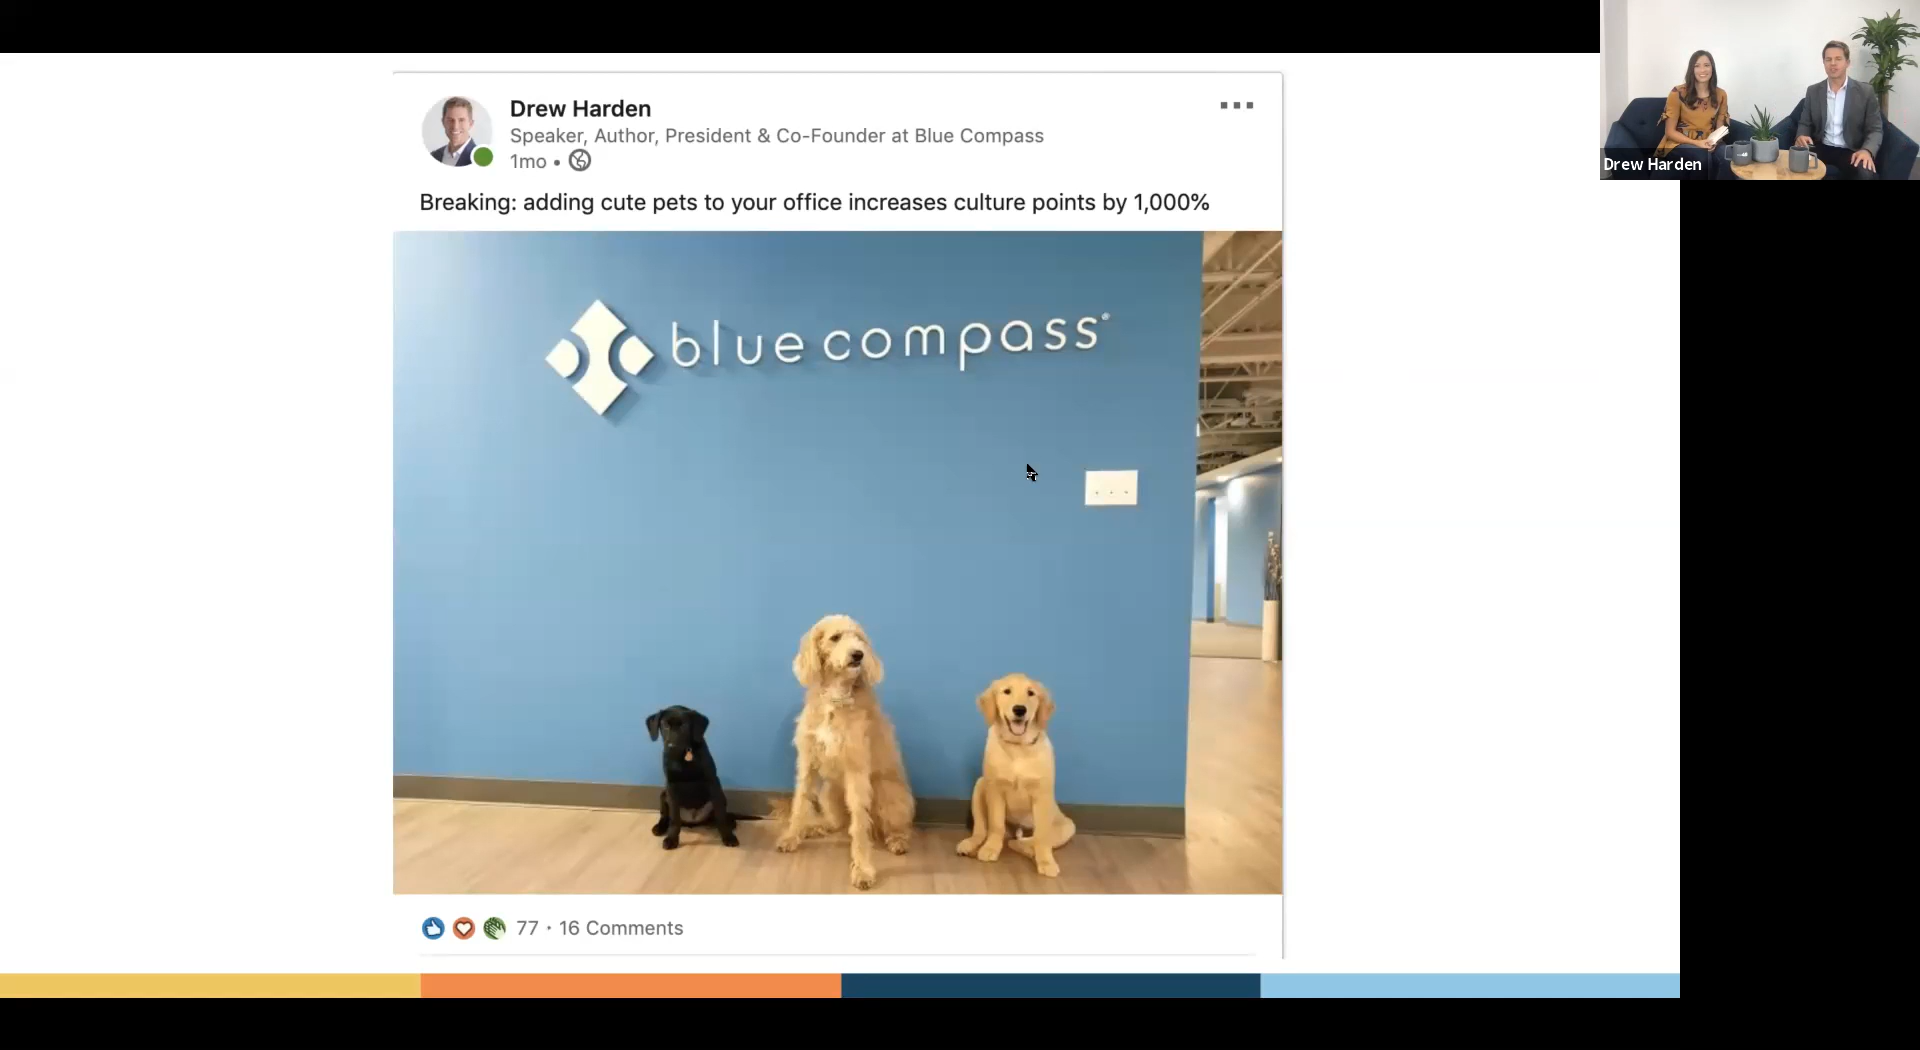 Drew Harden
Speaker, Author, President & Co-Founder at Blue Compass
1mo •
Breaking: adding cute pets to your office increases culture points by 1,000%
blue compass®
77 · 16 Comments
Drew Harden